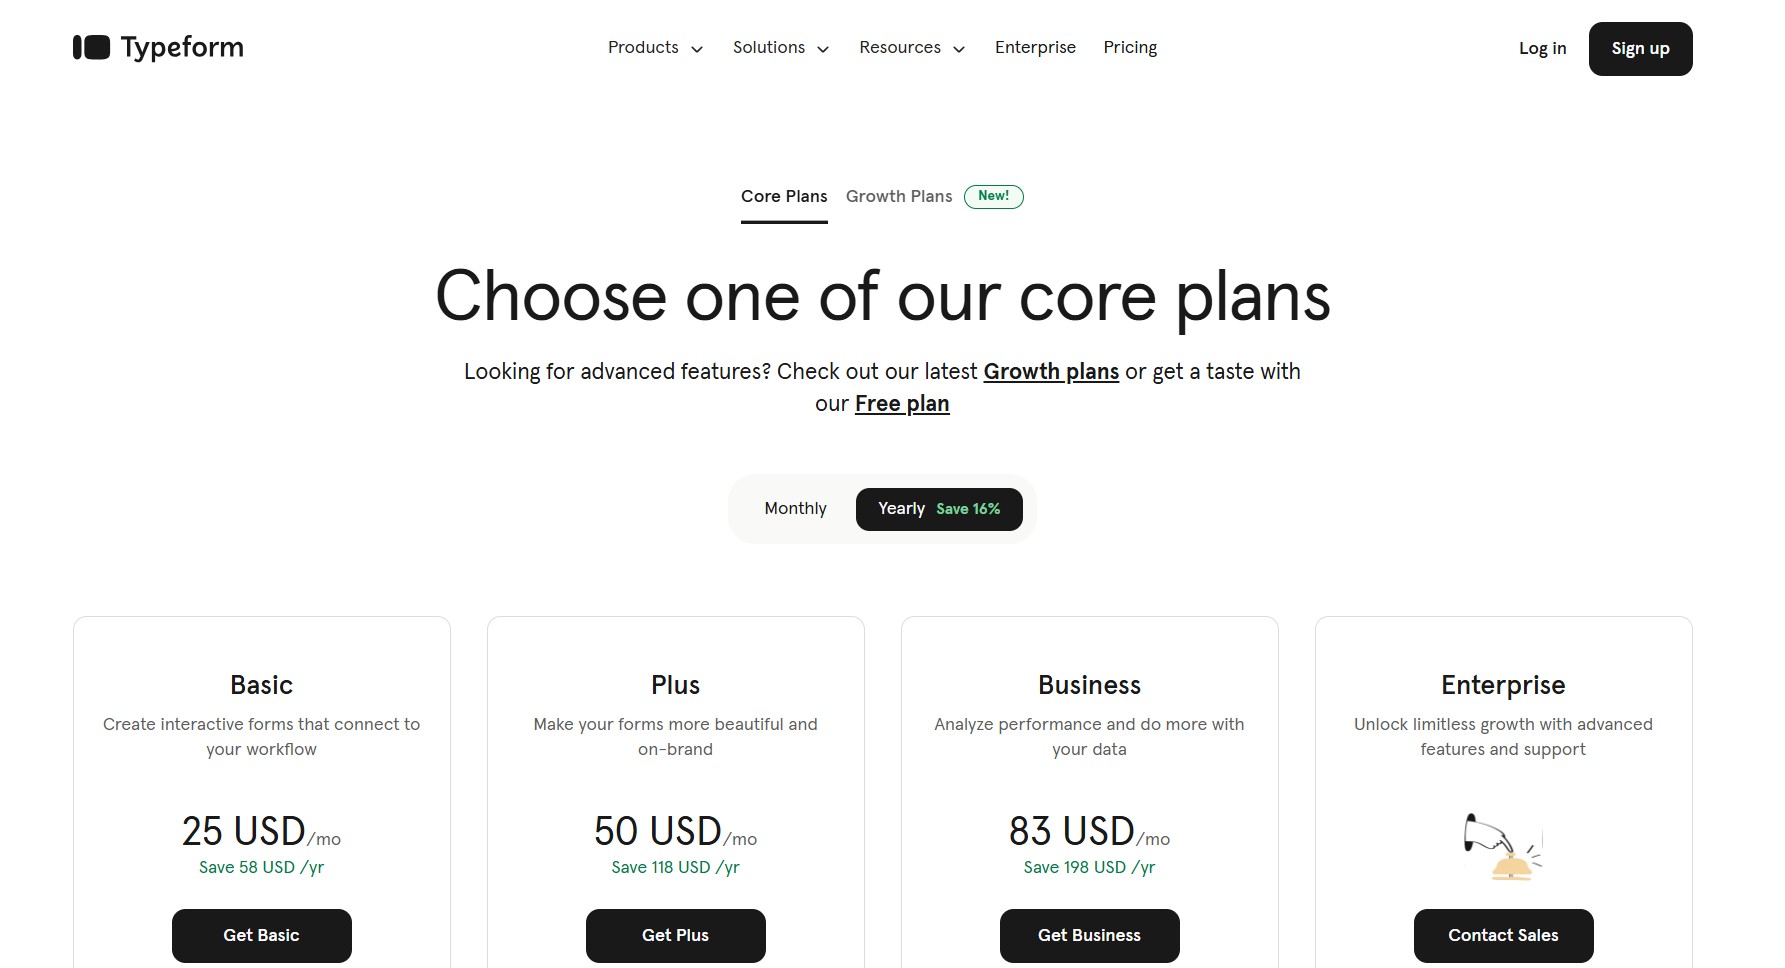 Typeform
Products
Solutions
Resources
Enterprise
Pricing
Log in
Sign up
Core Plans
Growth Plans
New!
Choose one of our core plans
Looking for advanced features? Check out our latest Growth plans or get a taste with
our Free plan
Monthly
Yearly Save 16%
Basic
Create interactive forms that connect to
your workflow
25 USD/mo
Save 58 USD /yr
Get Basic
Plus
Make your forms more beautiful and
on-brand
50 USD/mo
Save 118 USD /yr
Get Plus
Business
Analyze performance and do more with
your data
83 USD/mo
Save 198 USD /yr
Get Business
Enterprise
Unlock limitless growth with advanced
features and support
Contact Sales